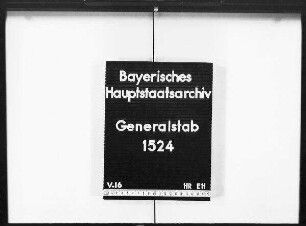 Bayerisches
Hauptstaatsarchiv
Generalstab
1524
V.16 HR EH